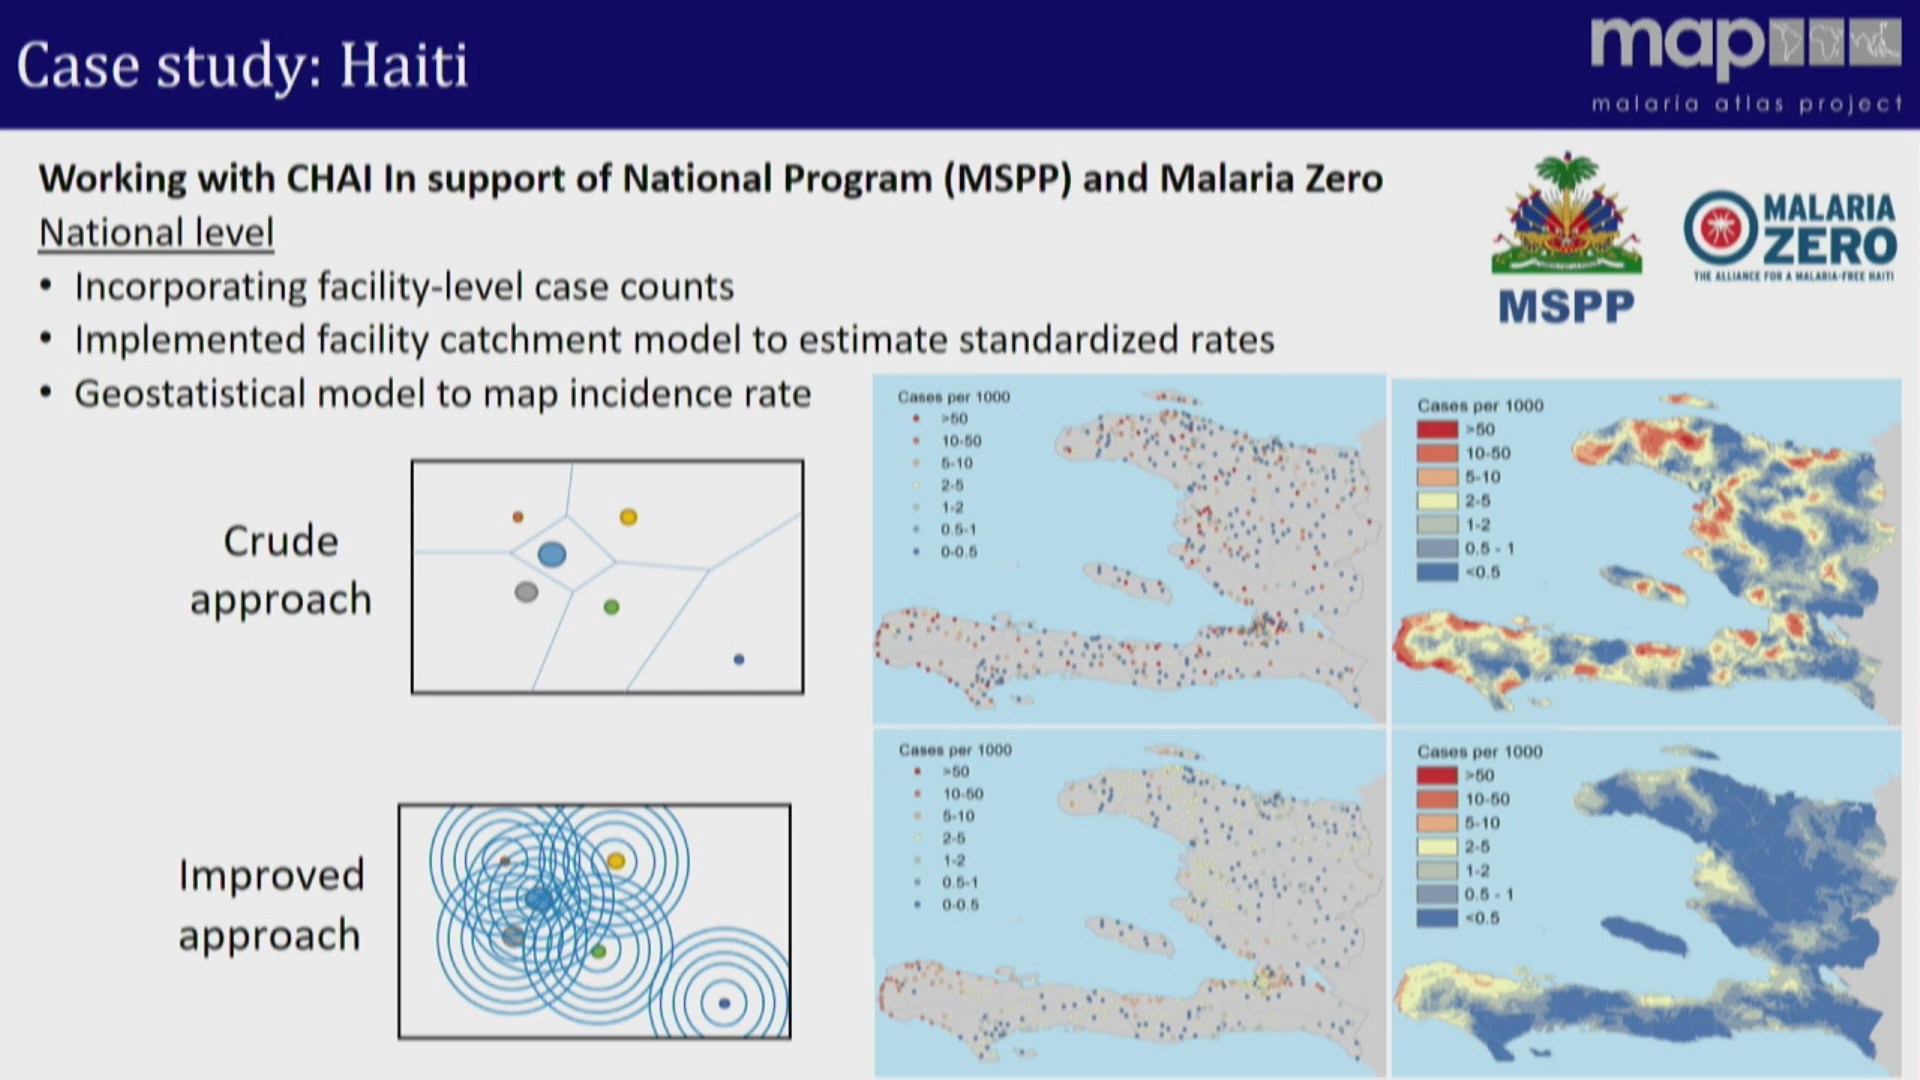 Case study: Haiti
map
malaria atlas project
Working with CHAI In support of National Program (MSPP) and Malaria Zero
National level
• Incorporating facility-level case counts
• Implemented facility catchment model to estimate standardized rates
• Geostatistical model to map incidence rate
MSPP
MALARIA
ZERO
THE ALLIANCE FOR A MALARIA-FREE HAITI
Crude
approach
Cases per 1000
>50
10-50
5-10
2-5
1-2
0.5-1
0-0.5
Cases per 1000
>50
10-50
5-10
2-5
1-2
0.5 - 1
<0.5
Improved
approach
Cases per 1000
>50
10-50
5-10
2-5
1-2
0.5-1
0-0.5
Cases per 1000
>50
10-50
5-10
2-5
1-2
0.5 - 1
<0.5